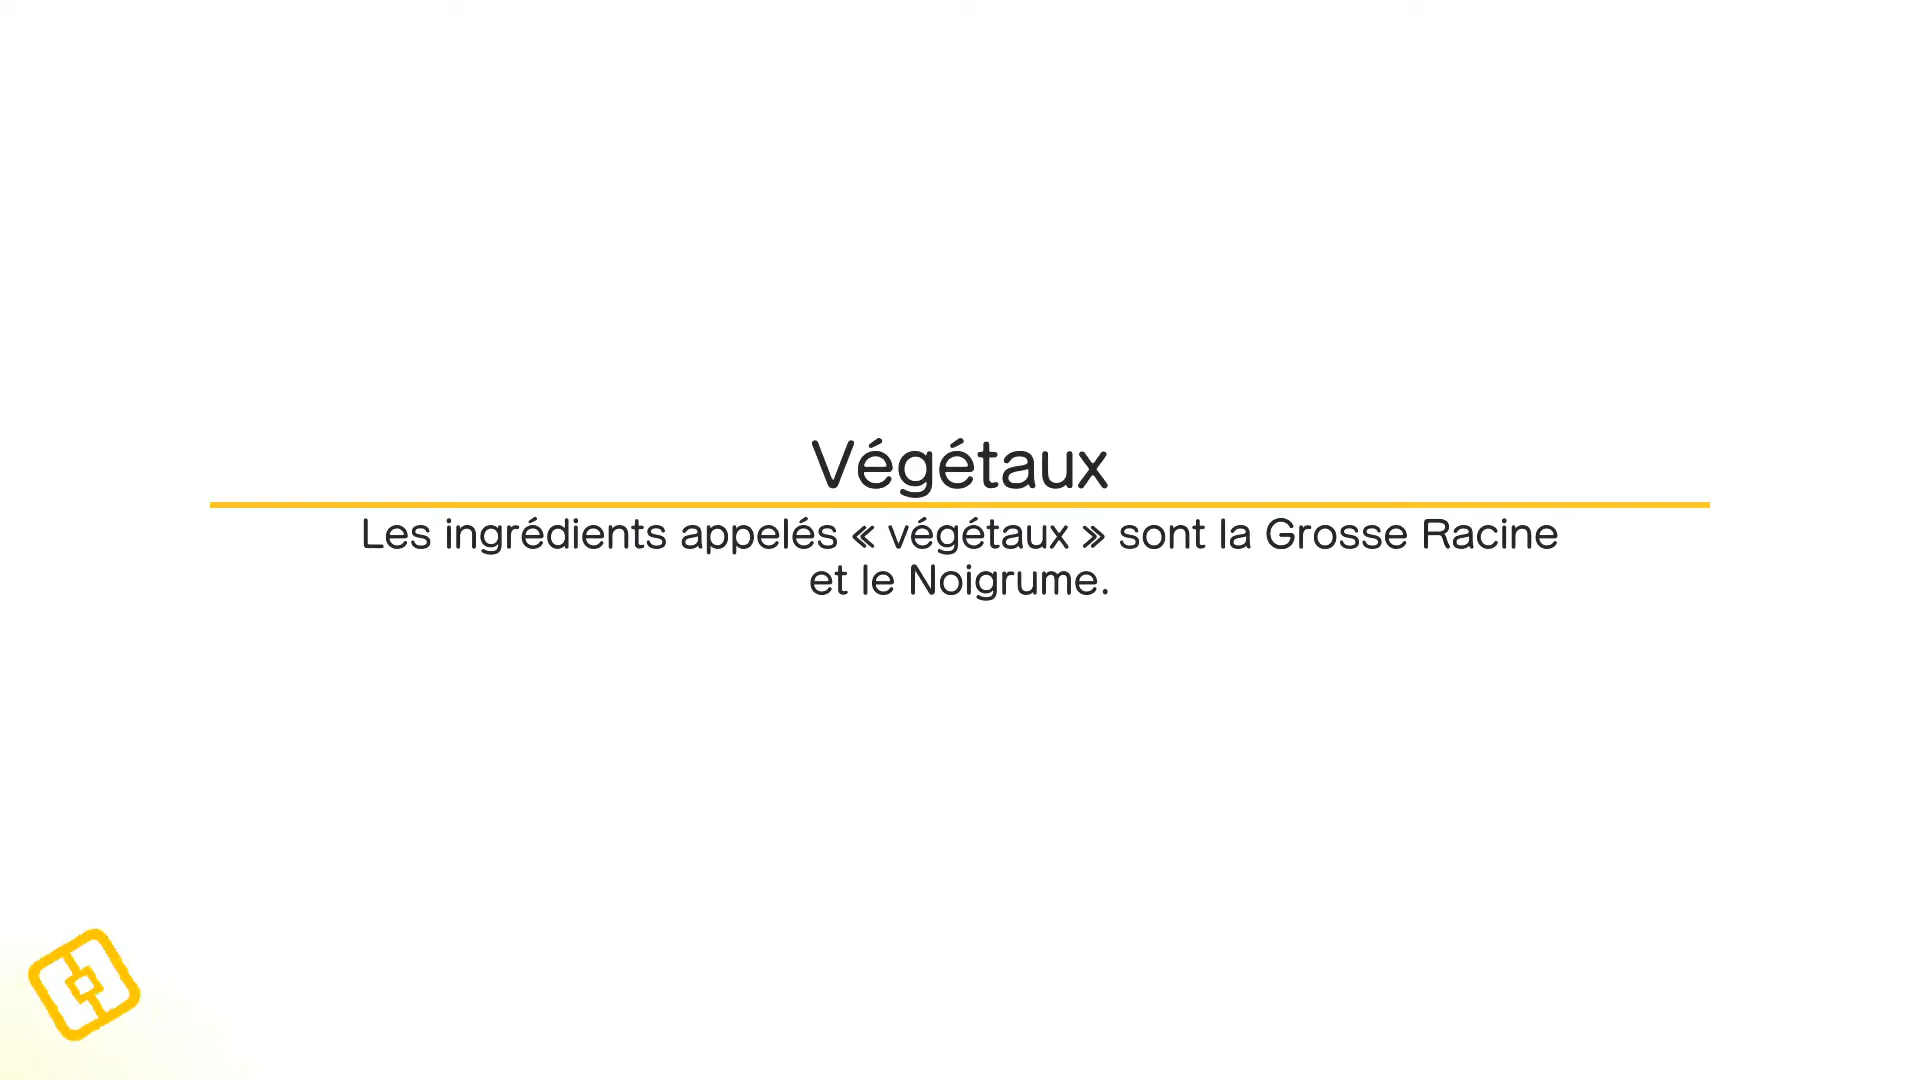 Végétaux
Les ingrédients appelés « végétaux » sont la Grosse Racine
et le Noigrume.